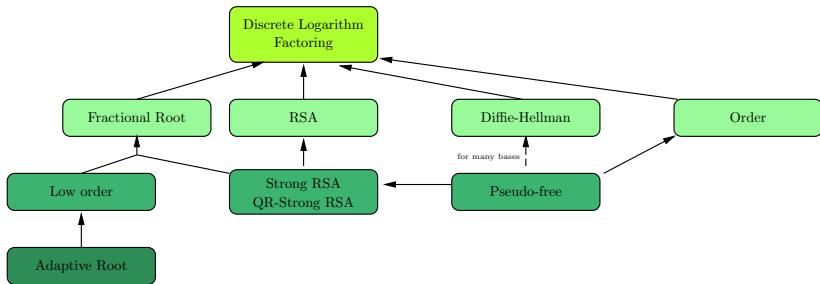 Discrete Logarithm
Factoring
Fractional Root
RSA
Diffie-Hellman
Order
for many bases
Low order
Strong RSA
QR-Strong RSA
Pseudo-free
Adaptive Root